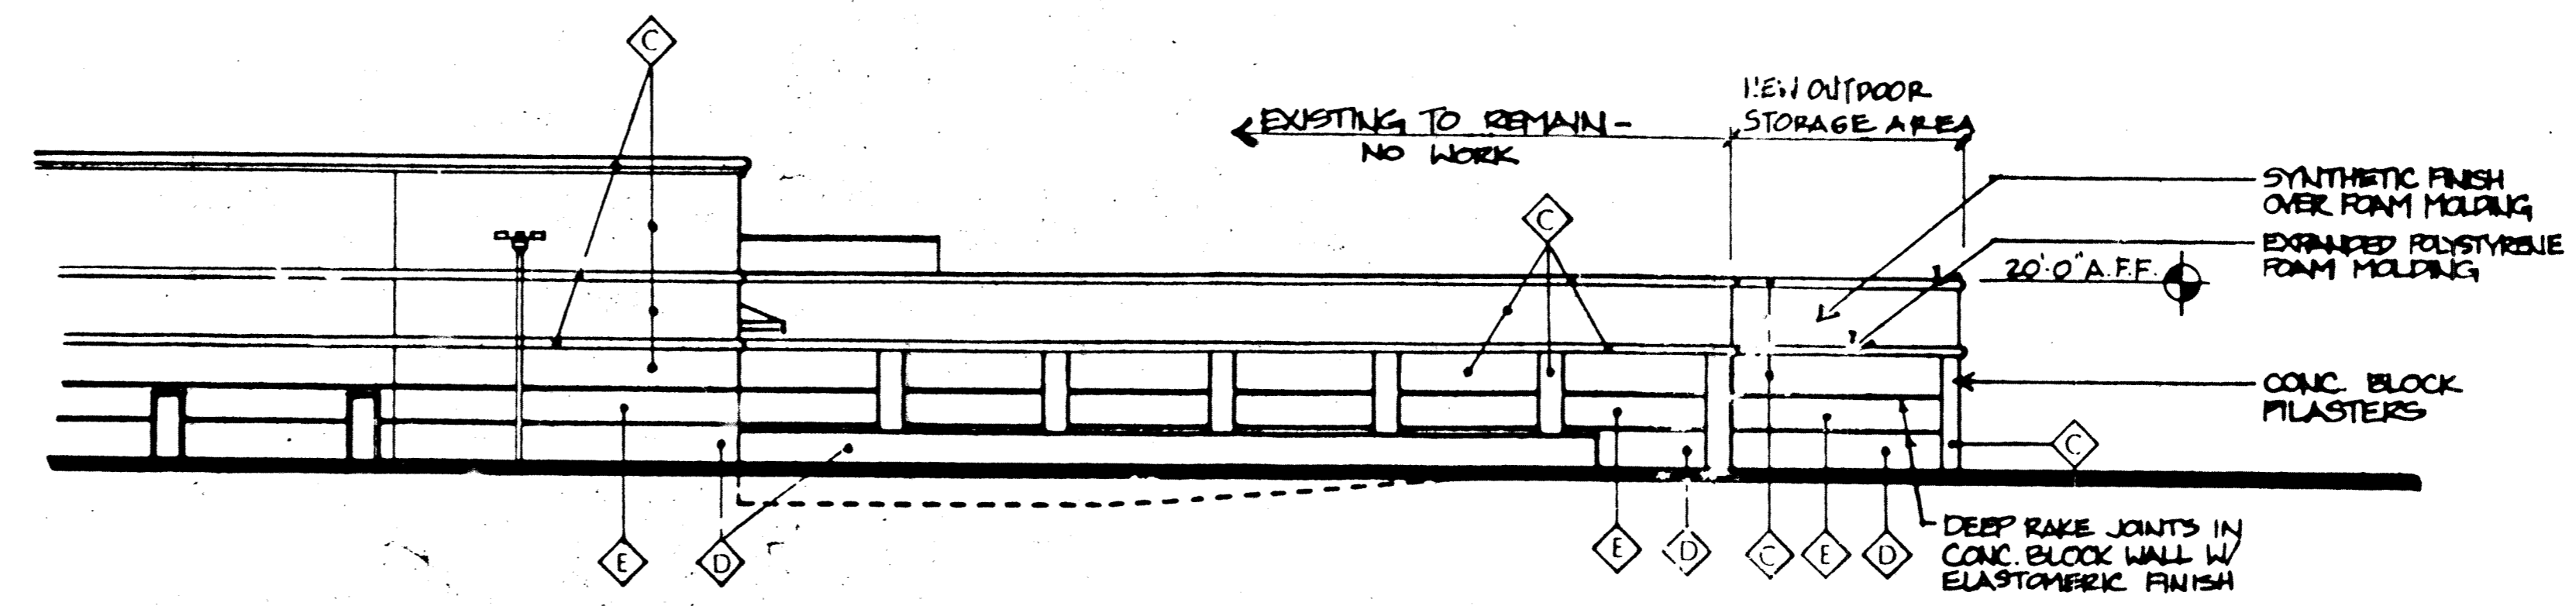 C
NEW OUTDOOR
STORAGE AREA
EXISTING TO REMAIN -
NO WORK
SYNTHETIC FINISH
OVER FOAM MOLDING
C
EXPANDED POLYSTYRENE
FOAM MOLDING
20'-0" A.F.F.
CONC. BLOCK
PILASTERS
C
DEEP RAKE JOINTS IN
CONC. BLOCK WALL W/
ELASTOMERIC FINISH
E D E D C E D